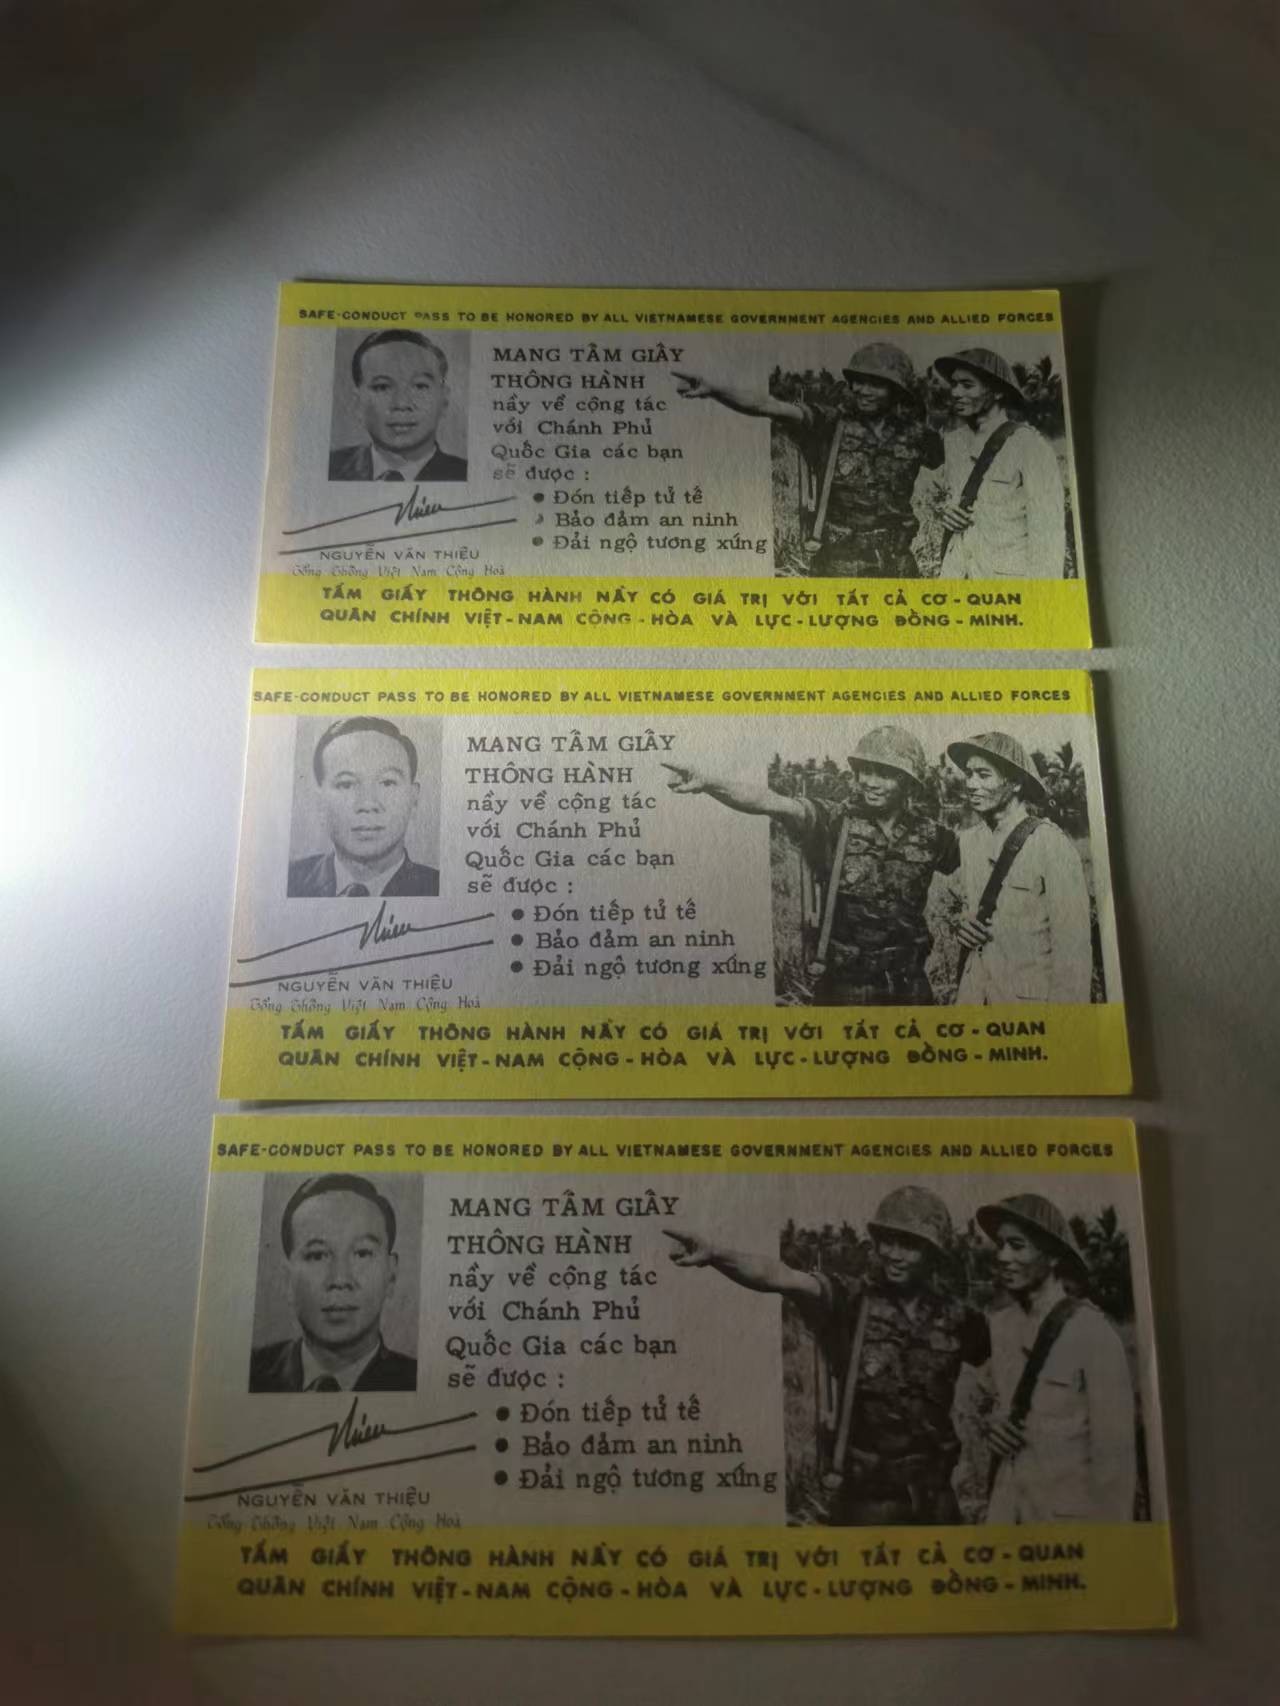 SAFE-CONDUCT PASS TO BE HONORED BY ALL VIETNAMESE GOVERNMENT AGENCIES AND ALLIED FORCES
MANG TẤM GIẤY
THÔNG HÀNH
nầy về cộng tác
với Chánh Phủ
Quốc Gia các bạn
sẽ được :
● Đón tiếp tử tế
● Bảo đảm an ninh
● Đải ngộ tương xứng
NGUYỄN VĂN THIỆU
Tổng Thống Việt Nam Cộng Hoà
TẤM GIẤY THÔNG HÀNH NẦY CÓ GIÁ TRỊ VỚI TẤT CẢ CƠ - QUAN
QUÂN CHÍNH VIỆT - NAM CỘNG - HÒA VÀ LỰC - LƯỢNG ĐỒNG - MINH.
SAFE-CONDUCT PASS TO BE HONORED BY ALL VIETNAMESE GOVERNMENT AGENCIES AND ALLIED FORCES
MANG TẤM GIẤY
THÔNG HÀNH
nầy về cộng tác
với Chánh Phủ
Quốc Gia các bạn
sẽ được :
● Đón tiếp tử tế
● Bảo đảm an ninh
● Đải ngộ tương xứng
NGUYỄN VĂN THIỆU
Tổng Thống Việt Nam Cộng Hoà
TẤM GIẤY THÔNG HÀNH NẦY CÓ GIÁ TRỊ VỚI TẤT CẢ CƠ - QUAN
QUÂN CHÍNH VIỆT - NAM CỘNG - HÒA VÀ LỰC - LƯỢNG ĐỒNG - MINH.
SAFE-CONDUCT PASS TO BE HONORED BY ALL VIETNAMESE GOVERNMENT AGENCIES AND ALLIED FORCES
MANG TẤM GIẤY
THÔNG HÀNH
nầy về cộng tác
với Chánh Phủ
Quốc Gia các bạn
sẽ được :
● Đón tiếp tử tế
● Bảo đảm an ninh
● Đải ngộ tương xứng
NGUYỄN VĂN THIỆU
Tổng Thống Việt Nam Cộng Hoà
TẤM GIẤY THÔNG HÀNH NẦY CÓ GIÁ TRỊ VỚI TẤT CẢ CƠ - QUAN
QUÂN CHÍNH VIỆT - NAM CỘNG - HÒA VÀ LỰC - LƯỢNG ĐỒNG - MINH.